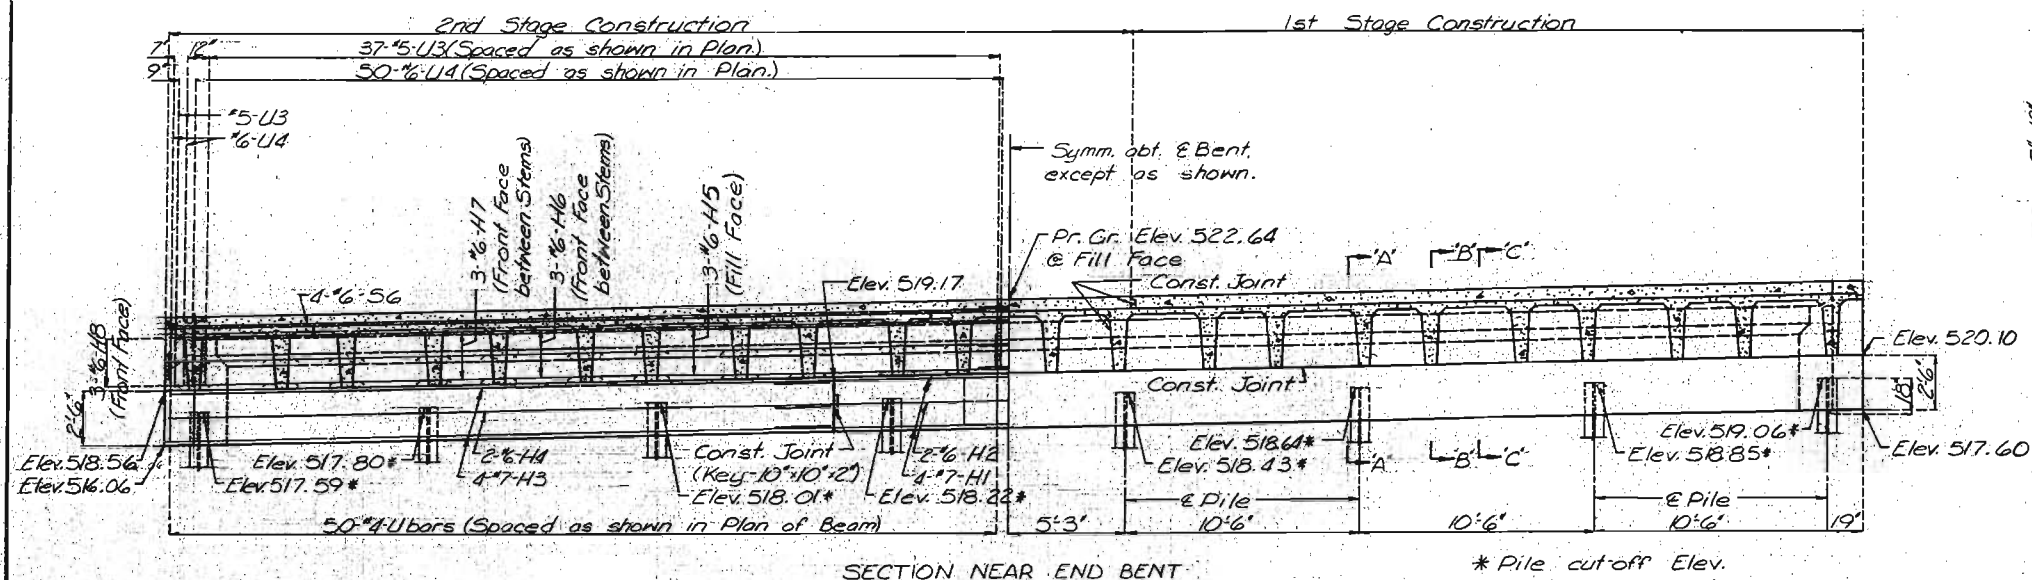 2nd Stage Construction
1st Stage Construction
7" 12" 37-#5-U3 (Spaced as shown in Plan.)
9" 50-#6-U4 (Spaced as shown in Plan.)
#5-U3
#6-U4
Symm. abt. ℄ Bent,
except as shown.
3-#6-H7
(Front Face
between Stems)
3-#6-H6
(Front Face
between Stems)
3-#6-H5
(Fill Face)
Pr. Gr. Elev. 522.64
@ Fill Face
Const. Joint
'A' 'B' 'C'
4-#6-S6
Elev. 519.17
3-#6-H8
(Front Face)
Elev. 520.10
Const. Joint
2'-6"
18"
2'-6"
Elev. 518.56
Elev. 516.06
Elev. 517.59*
Elev. 517.80*
2-#6-H4
4-#7-H3
Const. Joint
(Key-10"x10"x2")
Elev. 518.01*
2-#6-H2
4-#7-H1
Elev. 518.22*
Elev. 518.64*
Elev. 518.43*
'A' 'B' 'C'
Elev. 519.06*
Elev. 518.85*
Elev. 517.60
℄ Pile
℄ Pile
50-#4-U bars (Spaced as shown in Plan of Beam)
5'-3" 10'-6" 10'-6" 10'-6" 19"
SECTION NEAR END BENT
* Pile cut-off Elev.